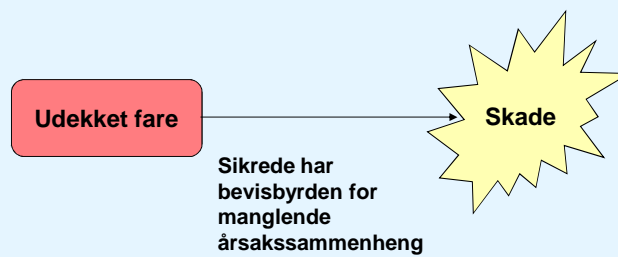 Udekket fare
Skade
Sikrede har
bevisbyrden for
manglende
årsakssammenheng